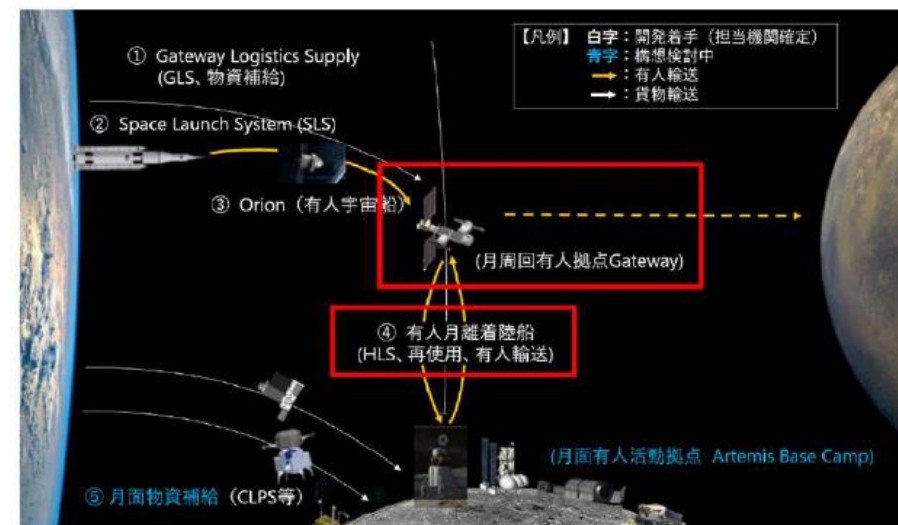 ① Gateway Logistics Supply
(GLS、物資補給)
【凡例】 白字：開発着手（担当機関確定）
青字：構想検討中
：有人輸送
：貨物輸送
② Space Launch System (SLS)
③ Orion（有人宇宙船）
(月周回有人拠点Gateway)
④ 有人月離着陸船
(HLS、再使用、有人輸送)
(月面有人活動拠点 Artemis Base Camp)
⑤ 月面物資補給（CLPS等）